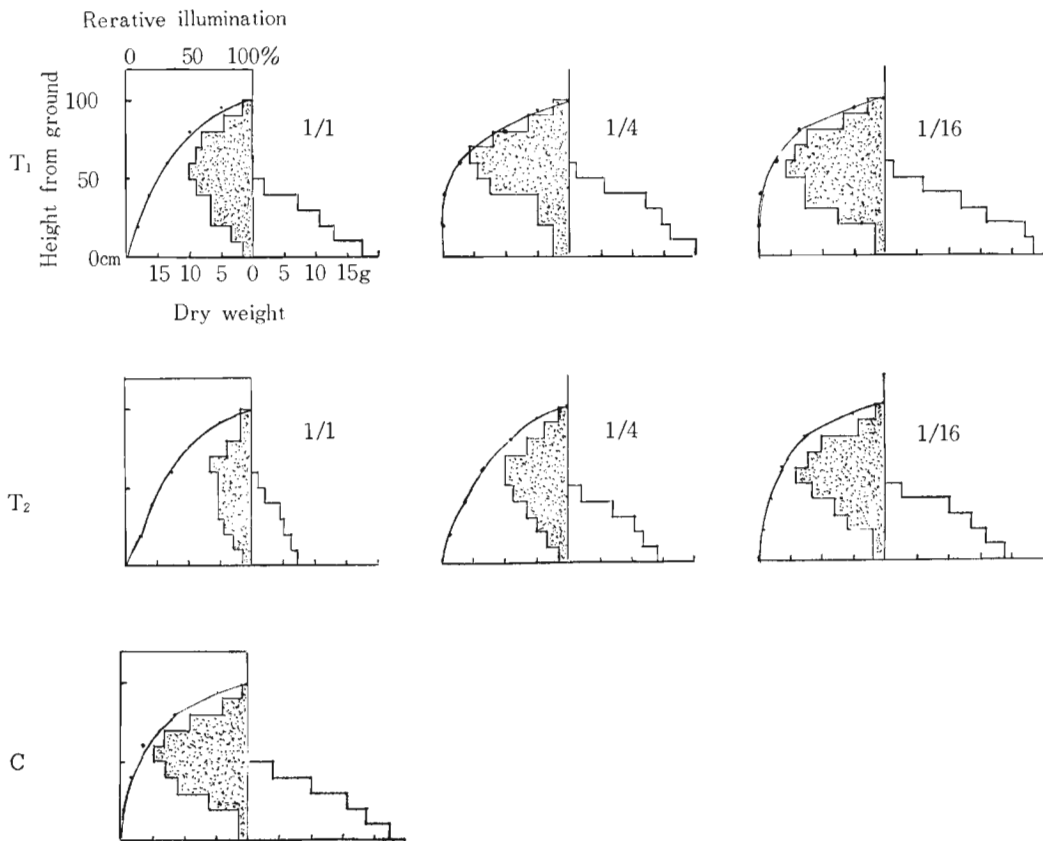 Rerative illumination
0 50 100%
Height from ground
100
50
0cm
15 10 5 0 5 10 15g
Dry weight
T1
1/1
1/4
1/16
T2
1/1
1/4
1/16
C